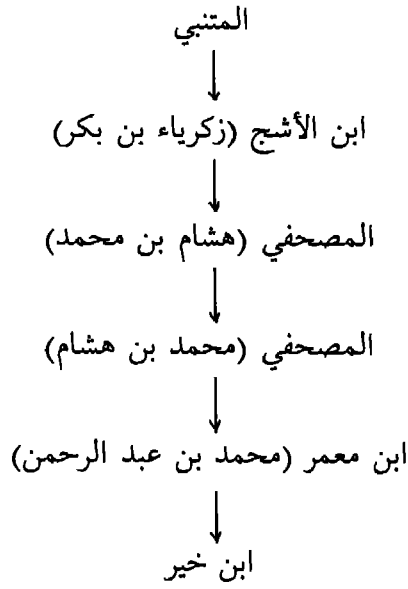 المتنبي
ابن الأشج (زكرياء بن بكر)
المصحفي (هشام بن محمد)
المصحفي (محمد بن هشام)
ابن معمر (محمد بن عبد الرحمن)
ابن خير